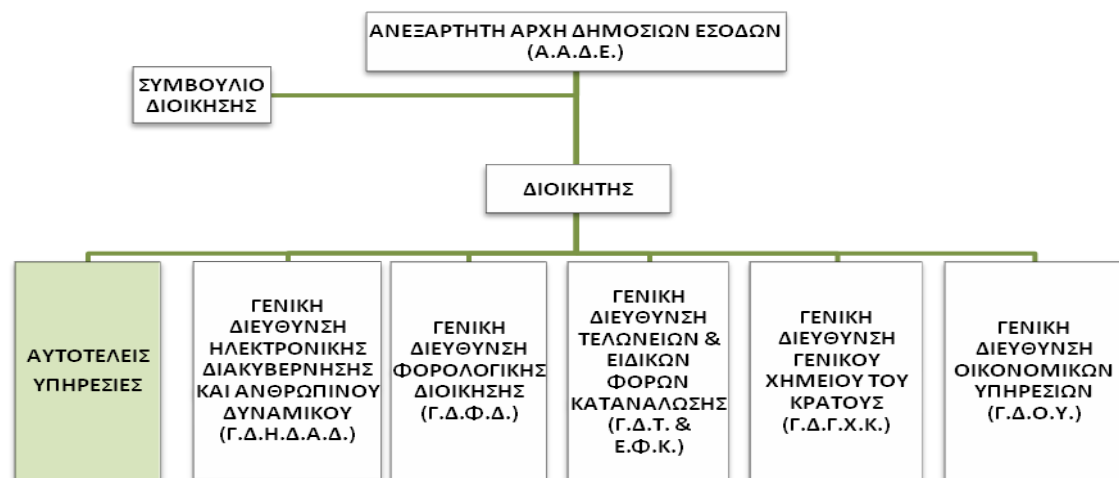 ΑΝΕΞΑΡΤΗΤΗ ΑΡΧΗ ΔΗΜΟΣΙΩΝ ΕΣΟΔΩΝ
(Α.Α.Δ.Ε.)
ΣΥΜΒΟΥΛΙΟ
ΔΙΟΙΚΗΣΗΣ
ΔΙΟΙΚΗΤΗΣ
ΑΥΤΟΤΕΛΕΙΣ
ΥΠΗΡΕΣΙΕΣ
ΓΕΝΙΚΗ
ΔΙΕΥΘΥΝΣΗ
ΗΛΕΚΤΡΟΝΙΚΗΣ
ΔΙΑΚΥΒΕΡΝΗΣΗΣ
ΚΑΙ ΑΝΘΡΩΠΙΝΟΥ
ΔΥΝΑΜΙΚΟΥ
(Γ.Δ.Η.Δ.Α.Δ.)
ΓΕΝΙΚΗ
ΔΙΕΥΘΥΝΣΗ
ΦΟΡΟΛΟΓΙΚΗΣ
ΔΙΟΙΚΗΣΗΣ
(Γ.Δ.Φ.Δ.)
ΓΕΝΙΚΗ
ΔΙΕΥΘΥΝΣΗ
ΤΕΛΩΝΕΙΩΝ &
ΕΙΔΙΚΩΝ
ΦΟΡΩΝ
ΚΑΤΑΝΑΛΩΣΗΣ
(Γ.Δ.Τ. &
Ε.Φ.Κ.)
ΓΕΝΙΚΗ
ΔΙΕΥΘΥΝΣΗ
ΓΕΝΙΚΟΥ
ΧΗΜΕΙΟΥ ΤΟΥ
ΚΡΑΤΟΥΣ
(Γ.Δ.Γ.Χ.Κ.)
ΓΕΝΙΚΗ
ΔΙΕΥΘΥΝΣΗ
ΟΙΚΟΝΟΜΙΚΩΝ
ΥΠΗΡΕΣΙΩΝ
(Γ.Δ.Ο.Υ.)